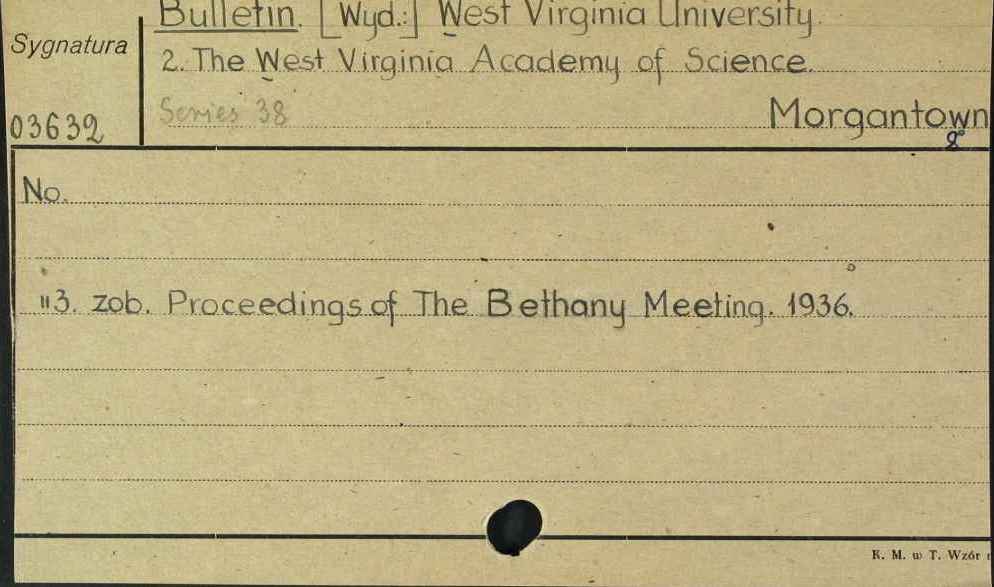 Bulletin. [Wyd.:] West Virginia University.
Sygnatura
2. The West Virginia Academy of Science.
Series 38
Morgantown
03632
8°
No.
"3. zob. Proceedings of The Bethany Meeting. 1936.
K. M. w T. Wzór